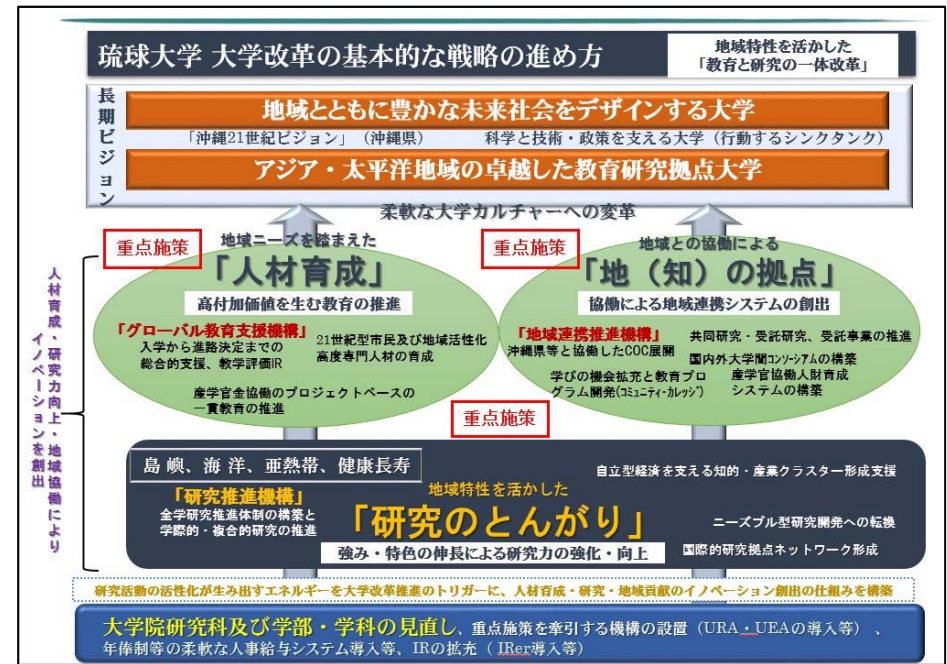 琉球大学 大学改革の基本的な戦略の進め方
地域特性を活かした
「教育と研究の一体改革」
長期ビジョン
地域とともに豊かな未来社会をデザインする大学
「沖縄21世紀ビジョン」（沖縄県）
科学と技術・政策を支える大学（行動するシンクタンク）
アジア・太平洋地域の卓越した教育研究拠点大学
柔軟な大学カルチャーへの変革
人材育成・研究力向上・地域協働により
イノベーションを創出
重点施策
地域ニーズを踏まえた
「人材育成」
高付加価値を生む教育の推進
「グローバル教育支援機構」
入学から進路決定までの
総合的支援、教学評価IR
21世紀型市民及び地域活性化
高度専門人材の育成
産学官金協働のプロジェクトベースの
一貫教育の推進
重点施策
地域との協働による
「地（知）の拠点」
協働による地域連携システムの創出
「地域連携推進機構」
沖縄県等と協働したCOC展開
学びの機会拡充と教育プロ
グラム開発(コミュニティ・カレッジ)
共同研究・受託研究、受託事業の推進
国内外大学間コンソーシアムの構築
産学官協働人財育成
システムの構築
重点施策
島嶼、海洋、亜熱帯、健康長寿
「研究推進機構」
全学研究推進体制の構築と
学際的・複合的研究の推進
地域特性を活かした
「研究のとんがり」
強み・特色の伸長による研究力の強化・向上
自立型経済を支える知的・産業クラスター形成支援
ニーズプル型研究開発への転換
国際的研究拠点ネットワーク形成
研究活動の活性化が生み出すエネルギーを大学改革推進のトリガーに、人材育成・研究・地域貢献のイノベーション創出の仕組みを構築
大学院研究科及び学部・学科の見直し、重点施策を牽引する機構の設置（URA・UEAの導入等）、
年俸制等の柔軟な人事給与システム導入等、IRの拡充（IRer導入等）